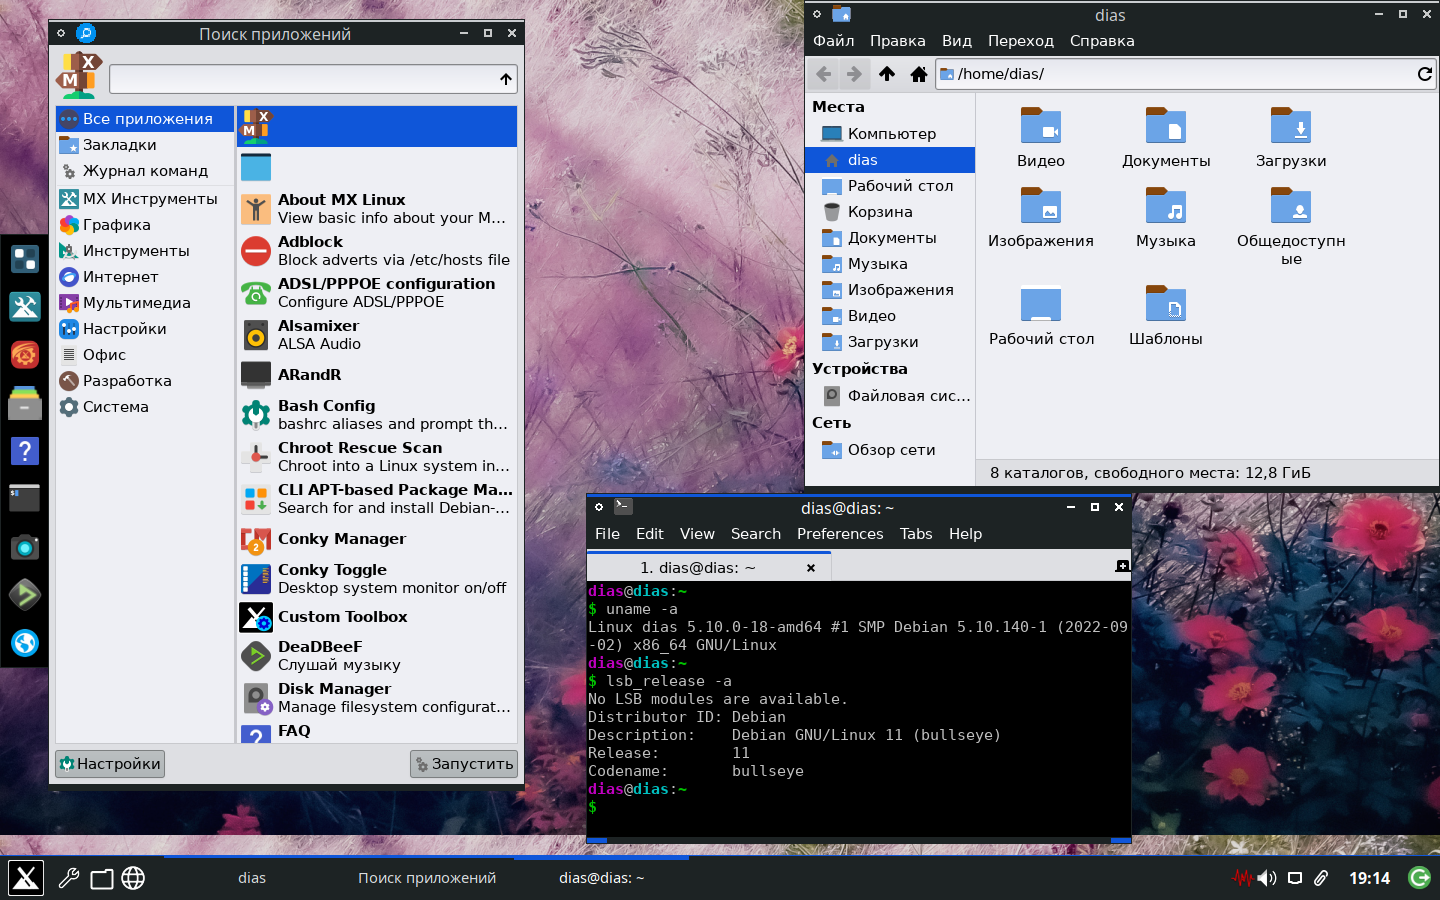 Поиск приложений
X
M
Все приложения
Закладки
Журнал команд
MX Инструменты
Графика
Инструменты
Интернет
Мультимедиа
Настройки
Офис
Разработка
Система
X
M
About MX Linux
View basic info about your M...
Adblock
Block adverts via /etc/hosts file
ADSL/PPPOE configuration
Configure ADSL/PPPOE
Alsamixer
ALSA Audio
ARandR
Bash Config
bashrc aliases and prompt th...
Chroot Rescue Scan
Chroot into a Linux system in...
CLI APT-based Package Ma...
Search for and install Debian-...
Conky Manager
2
Conky Toggle
Desktop system monitor on/off
Custom Toolbox
DeaDBeeF
Слушай музыку
Disk Manager
Manage filesystem configurat...
FAQ
?
Настройки
Запустить
?
$
dias
Файл Правка Вид Переход Справка
/home/dias/
Места
Компьютер
dias
Рабочий стол
Корзина
Документы
Музыка
Изображения
Видео
Загрузки
Устройства
Файловая сис...
Сеть
Обзор сети
Видео Документы Загрузки
Изображения Музыка Общедоступн
ые
Рабочий стол Шаблоны
8 каталогов, свободного места: 12,8 ГиБ
dias@dias: ~
File Edit View Search Preferences Tabs Help
1. dias@dias: ~
dias@dias:~
$ uname -a
Linux dias 5.10.0-18-amd64 #1 SMP Debian 5.10.140-1 (2022-09
-02) x86_64 GNU/Linux
dias@dias:~
$ lsb_release -a
No LSB modules are available.
Distributor ID: Debian
Description: Debian GNU/Linux 11 (bullseye)
Release: 11
Codename: bullseye
dias@dias:~
$
dias Поиск приложений dias@dias: ~ 19:14